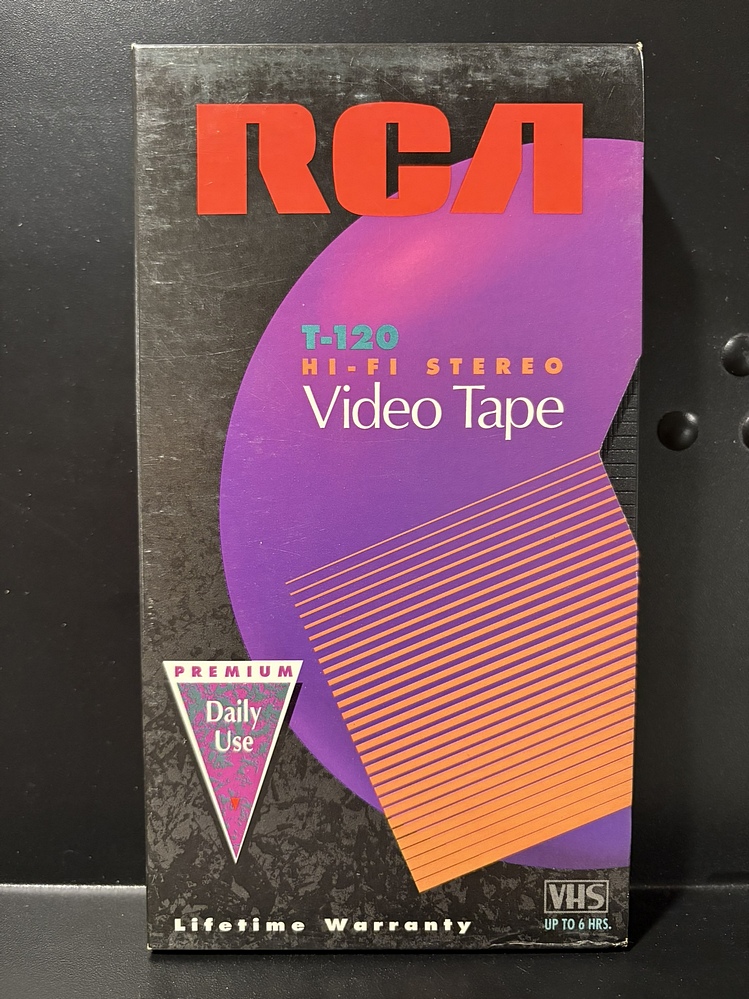 RCA
T-120
HI-FI STEREO
Video Tape
PREMIUM
Daily
Use
Lifetime Warranty
VHS
UP TO 6 HRS.